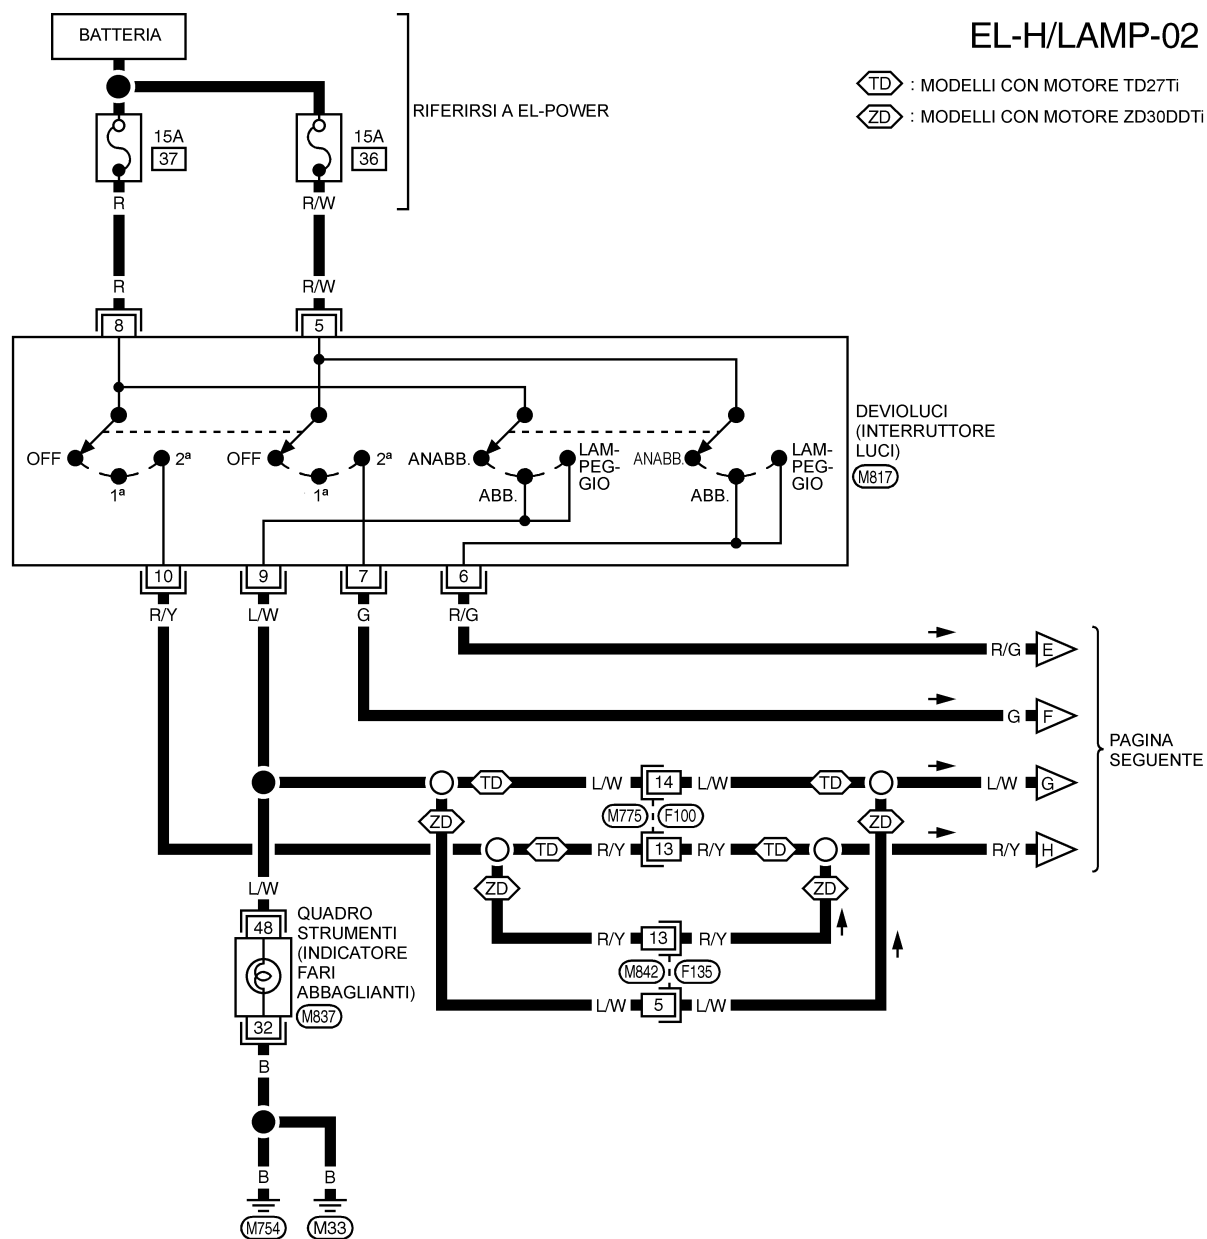 EL-H/LAMP-02
BATTERIA
TD : MODELLI CON MOTORE TD27Ti
ZD : MODELLI CON MOTORE ZD30DDTi
RIFERIRSI A EL-POWER
15A
37
15A
36
R
R/W
R
R/W
8
5
DEVIOLUCI
(INTERRUTTORE
LUCI)
M817
OFF
1ª
2ª
OFF
1ª
2ª
ANABB.
ABB.
LAM-
PEG-
GIO
ANABB.
ABB.
LAM-
PEG-
GIO
10
9
7
6
R/Y
L/W
G
R/G
R/G
E
G
F
PAGINA
SEGUENTE
TD
L/W
14
L/W
TD
L/W
G
ZD
M775
F100
ZD
TD
R/Y
13
R/Y
TD
R/Y
H
ZD
ZD
L/W
48
QUADRO
STRUMENTI
(INDICATORE
FARI
ABBAGLIANTI)
M837
32
R/Y
13
R/Y
M842
F135
L/W
5
L/W
B
B
B
M754
M33